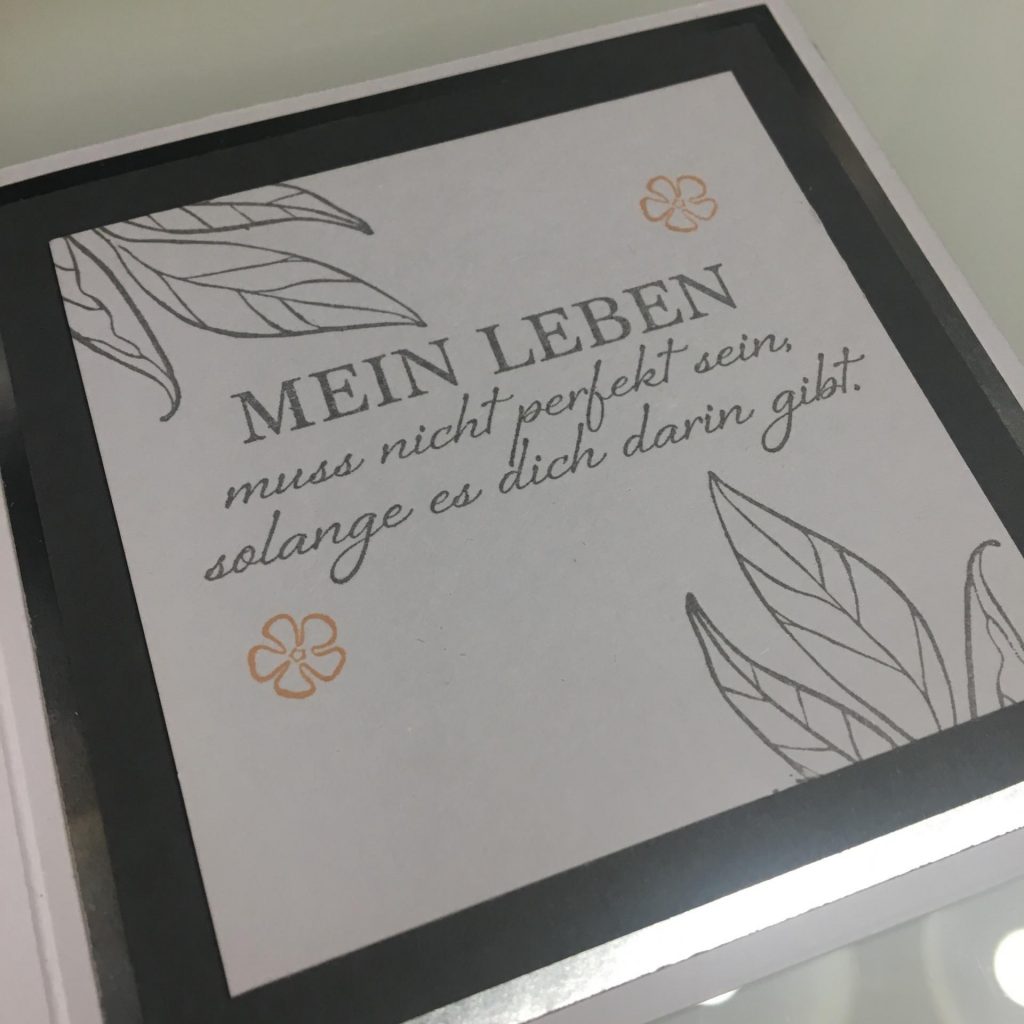 MEIN LEBEN
muss nicht perfekt sein,
solange es dich darin gibt.